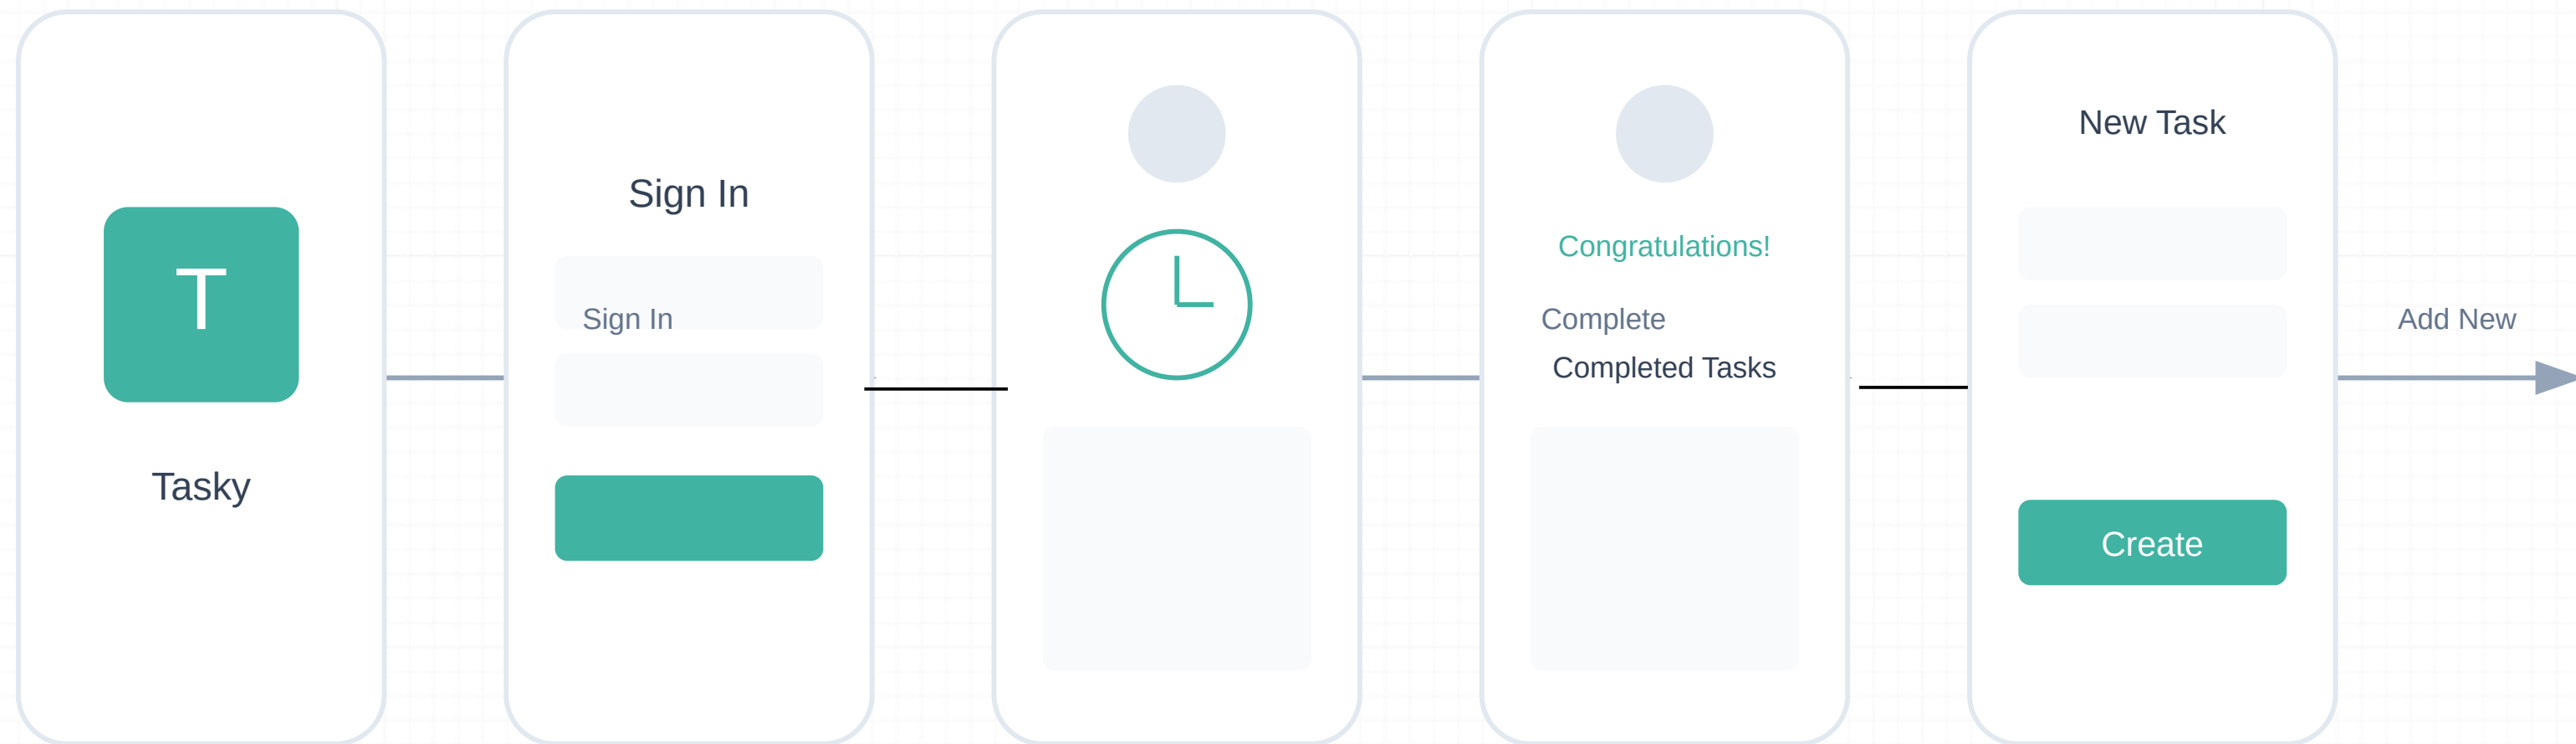 T
Tasky
Sign In
Sign In
Congratulations!
Complete
Completed Tasks
New Task
Create
Add New